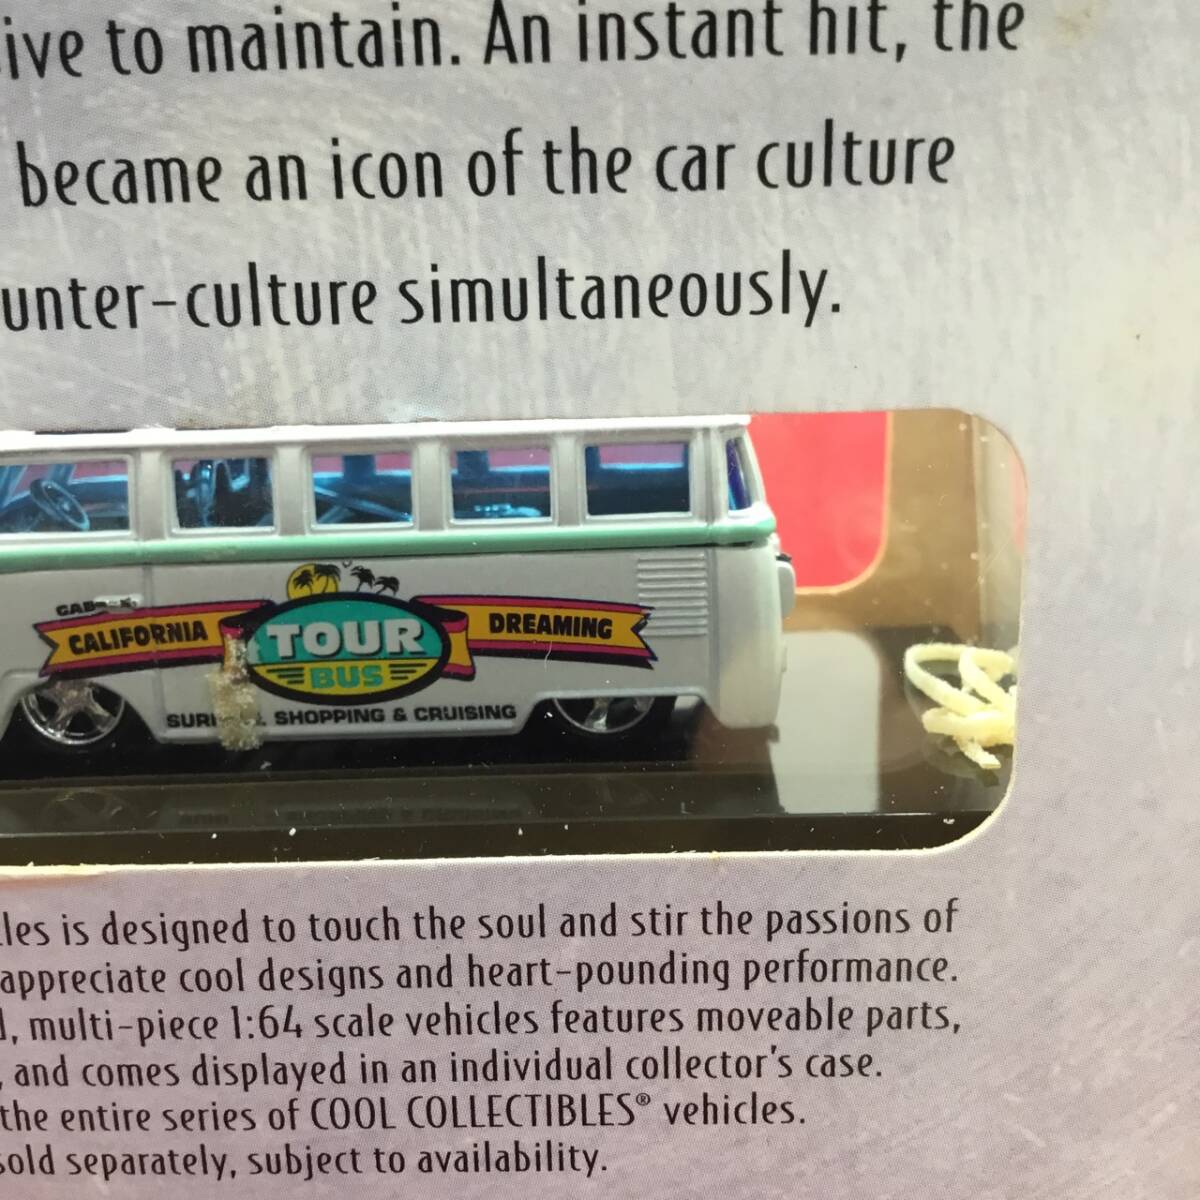 to maintain. An instant hit, the
became an icon of the car culture
culture simultaneously.
CALIFORNIA TOUR BUS DREAMING
SHOPPING & CRUISING
is designed to touch the soul and stir the passions of
appreciate cool designs and heart-pounding performance.
multi-piece 1:64 scale vehicles features moveable parts,
, and comes displayed in an individual collector's case.
the entire series of COOL COLLECTIBLES® vehicles.
sold separately, subject to availability.